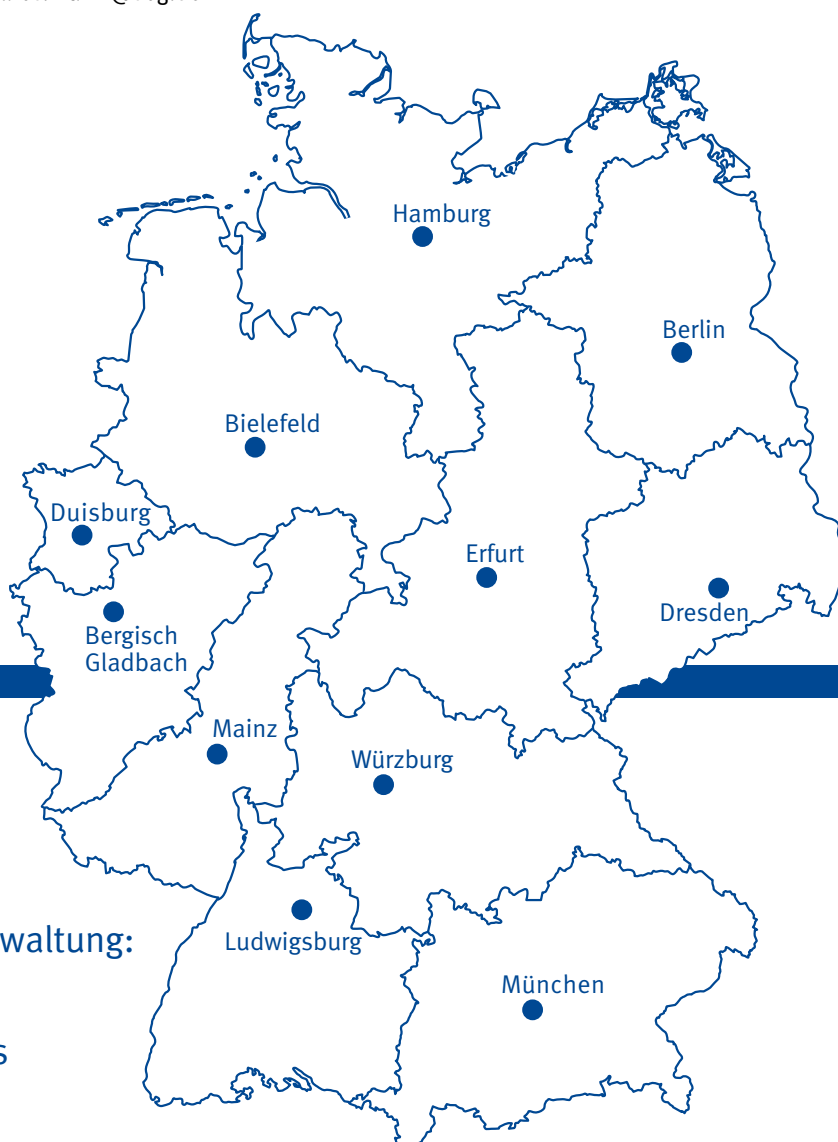 Hamburg
Berlin
Bielefeld
Duisburg
Erfurt
Dresden
Bergisch
Gladbach
Mainz
Würzburg
waltung:
Ludwigsburg
München
s